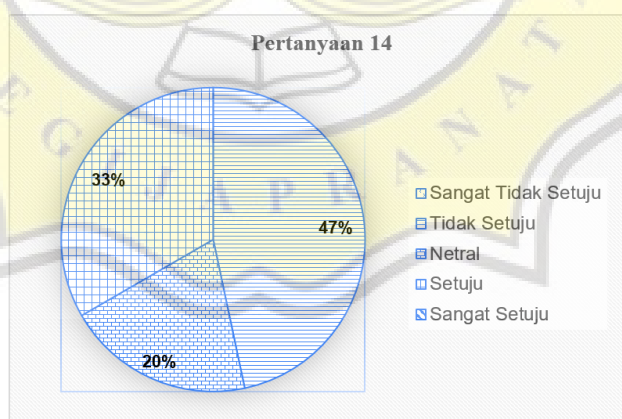 Pertanyaan 14
33%
47%
20%
Sangat Tidak Setuju
Tidak Setuju
Netral
Setuju
Sangat Setuju
G I J A P R A N A T A